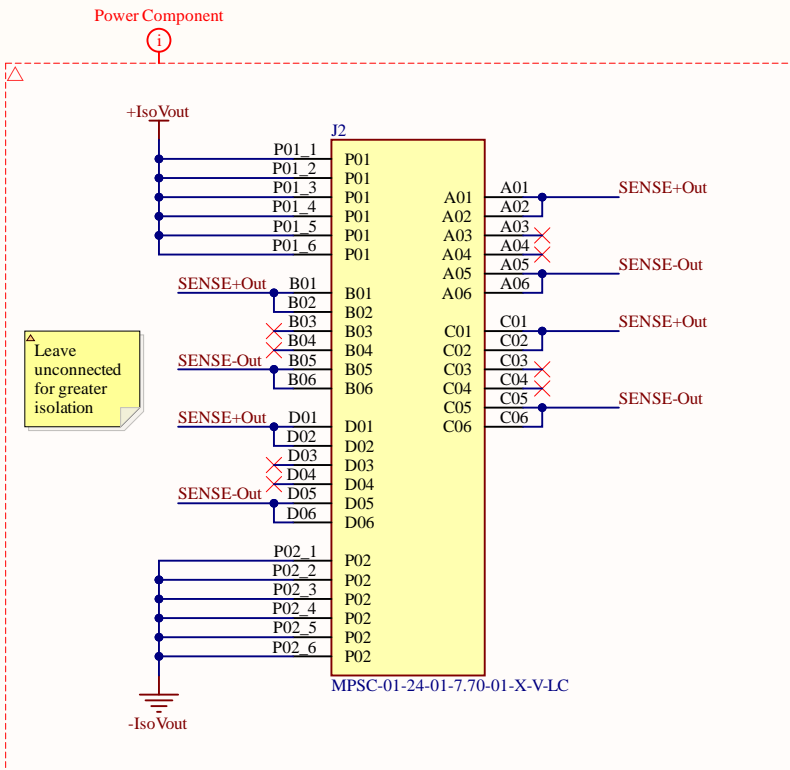 Power Component
i
+IsoVout
J2
P01_1 P01
P01_2 P01
P01_3 P01
P01_4 P01
P01_5 P01
P01_6 P01
SENSE+Out B01 B01
B02 B02
B03 B03
B04 B04
SENSE-Out B05 B05
B06 B06
SENSE+Out D01 D01
D02 D02
D03 D03
D04 D04
SENSE-Out D05 D05
D06 D06
P02_1 P02
P02_2 P02
P02_3 P02
P02_4 P02
P02_5 P02
P02_6 P02
A01 A01 SENSE+Out
A02 A02
A03 A03
A04 A04
A05 A05 SENSE-Out
A06 A06
C01 C01 SENSE+Out
C02 C02
C03 C03
C04 C04
C05 C05 SENSE-Out
C06 C06
Leave
unconnected
for greater
isolation
MPSC-01-24-01-7.70-01-X-V-LC
-IsoVout